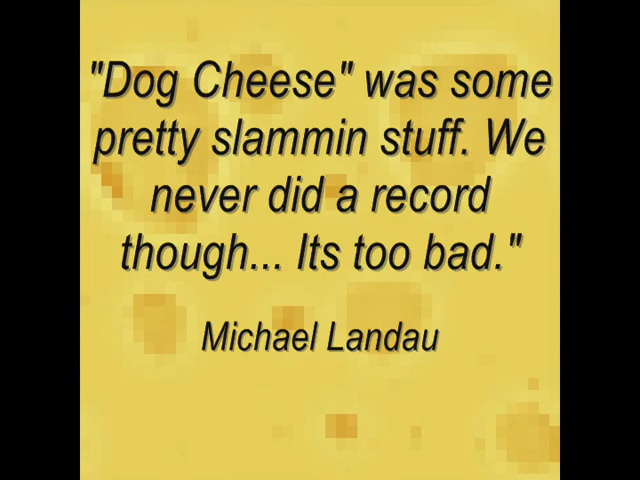 "Dog Cheese" was some
pretty slammin stuff. We
never did a record
though... Its too bad."
Michael Landau